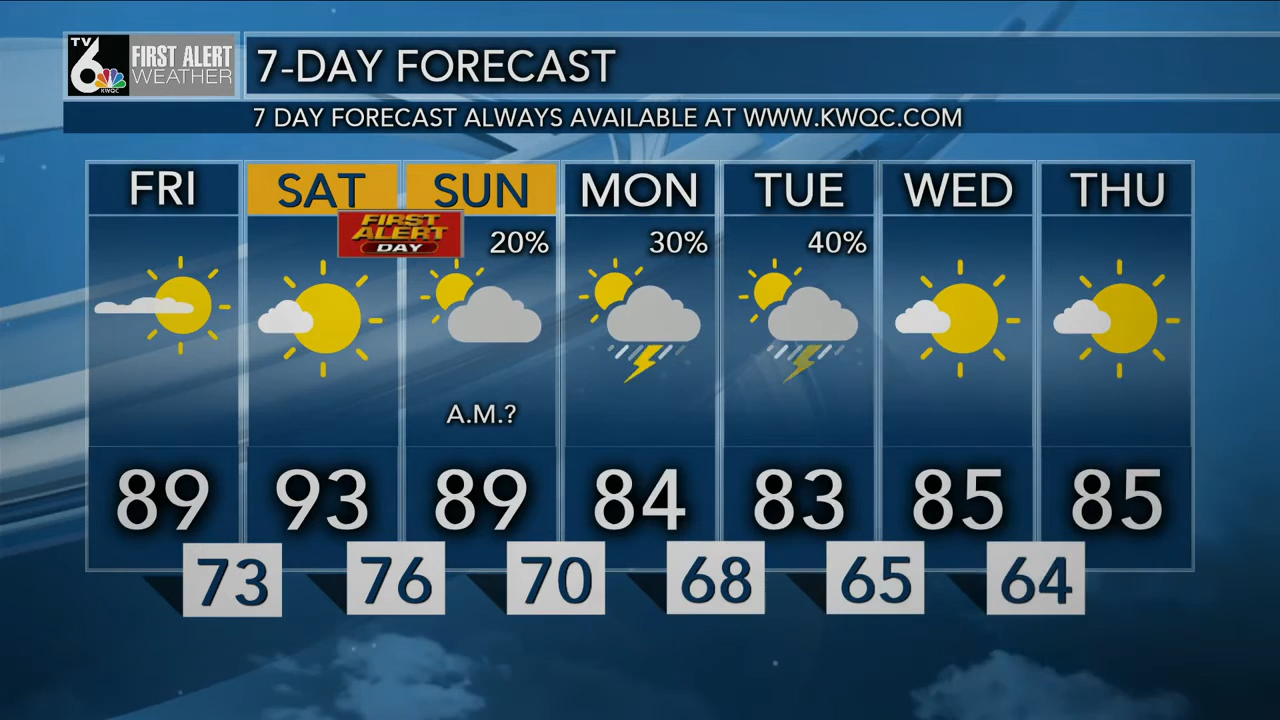 TV 6 KWQC
FIRST ALERT
WEATHER
7-DAY FORECAST
7 DAY FORECAST ALWAYS AVAILABLE AT WWW.KWQC.COM
FRI SAT SUN MON TUE WED THU
FIRST
ALERT
DAY
20% 30% 40%
A.M.?
89 93 89 84 83 85 85
73 76 70 68 65 64